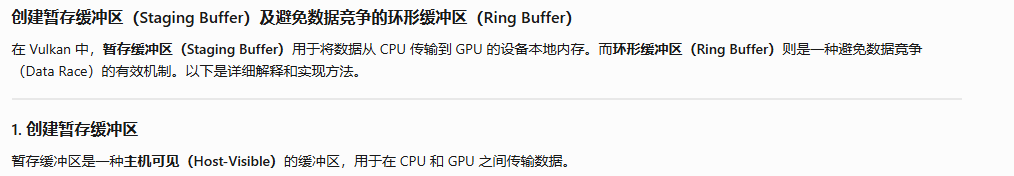 创建暂存缓冲区（Staging Buffer）及避免数据竞争的环形缓冲区（Ring Buffer）
在 Vulkan 中，暂存缓冲区（Staging Buffer）用于将数据从 CPU 传输到 GPU 的设备本地内存。而环形缓冲区（Ring Buffer）则是一种避免数据竞争
（Data Race）的有效机制。以下是详细解释和实现方法。
1. 创建暂存缓冲区
暂存缓冲区是一种主机可见（Host-Visible）的缓冲区，用于在 CPU 和 GPU 之间传输数据。